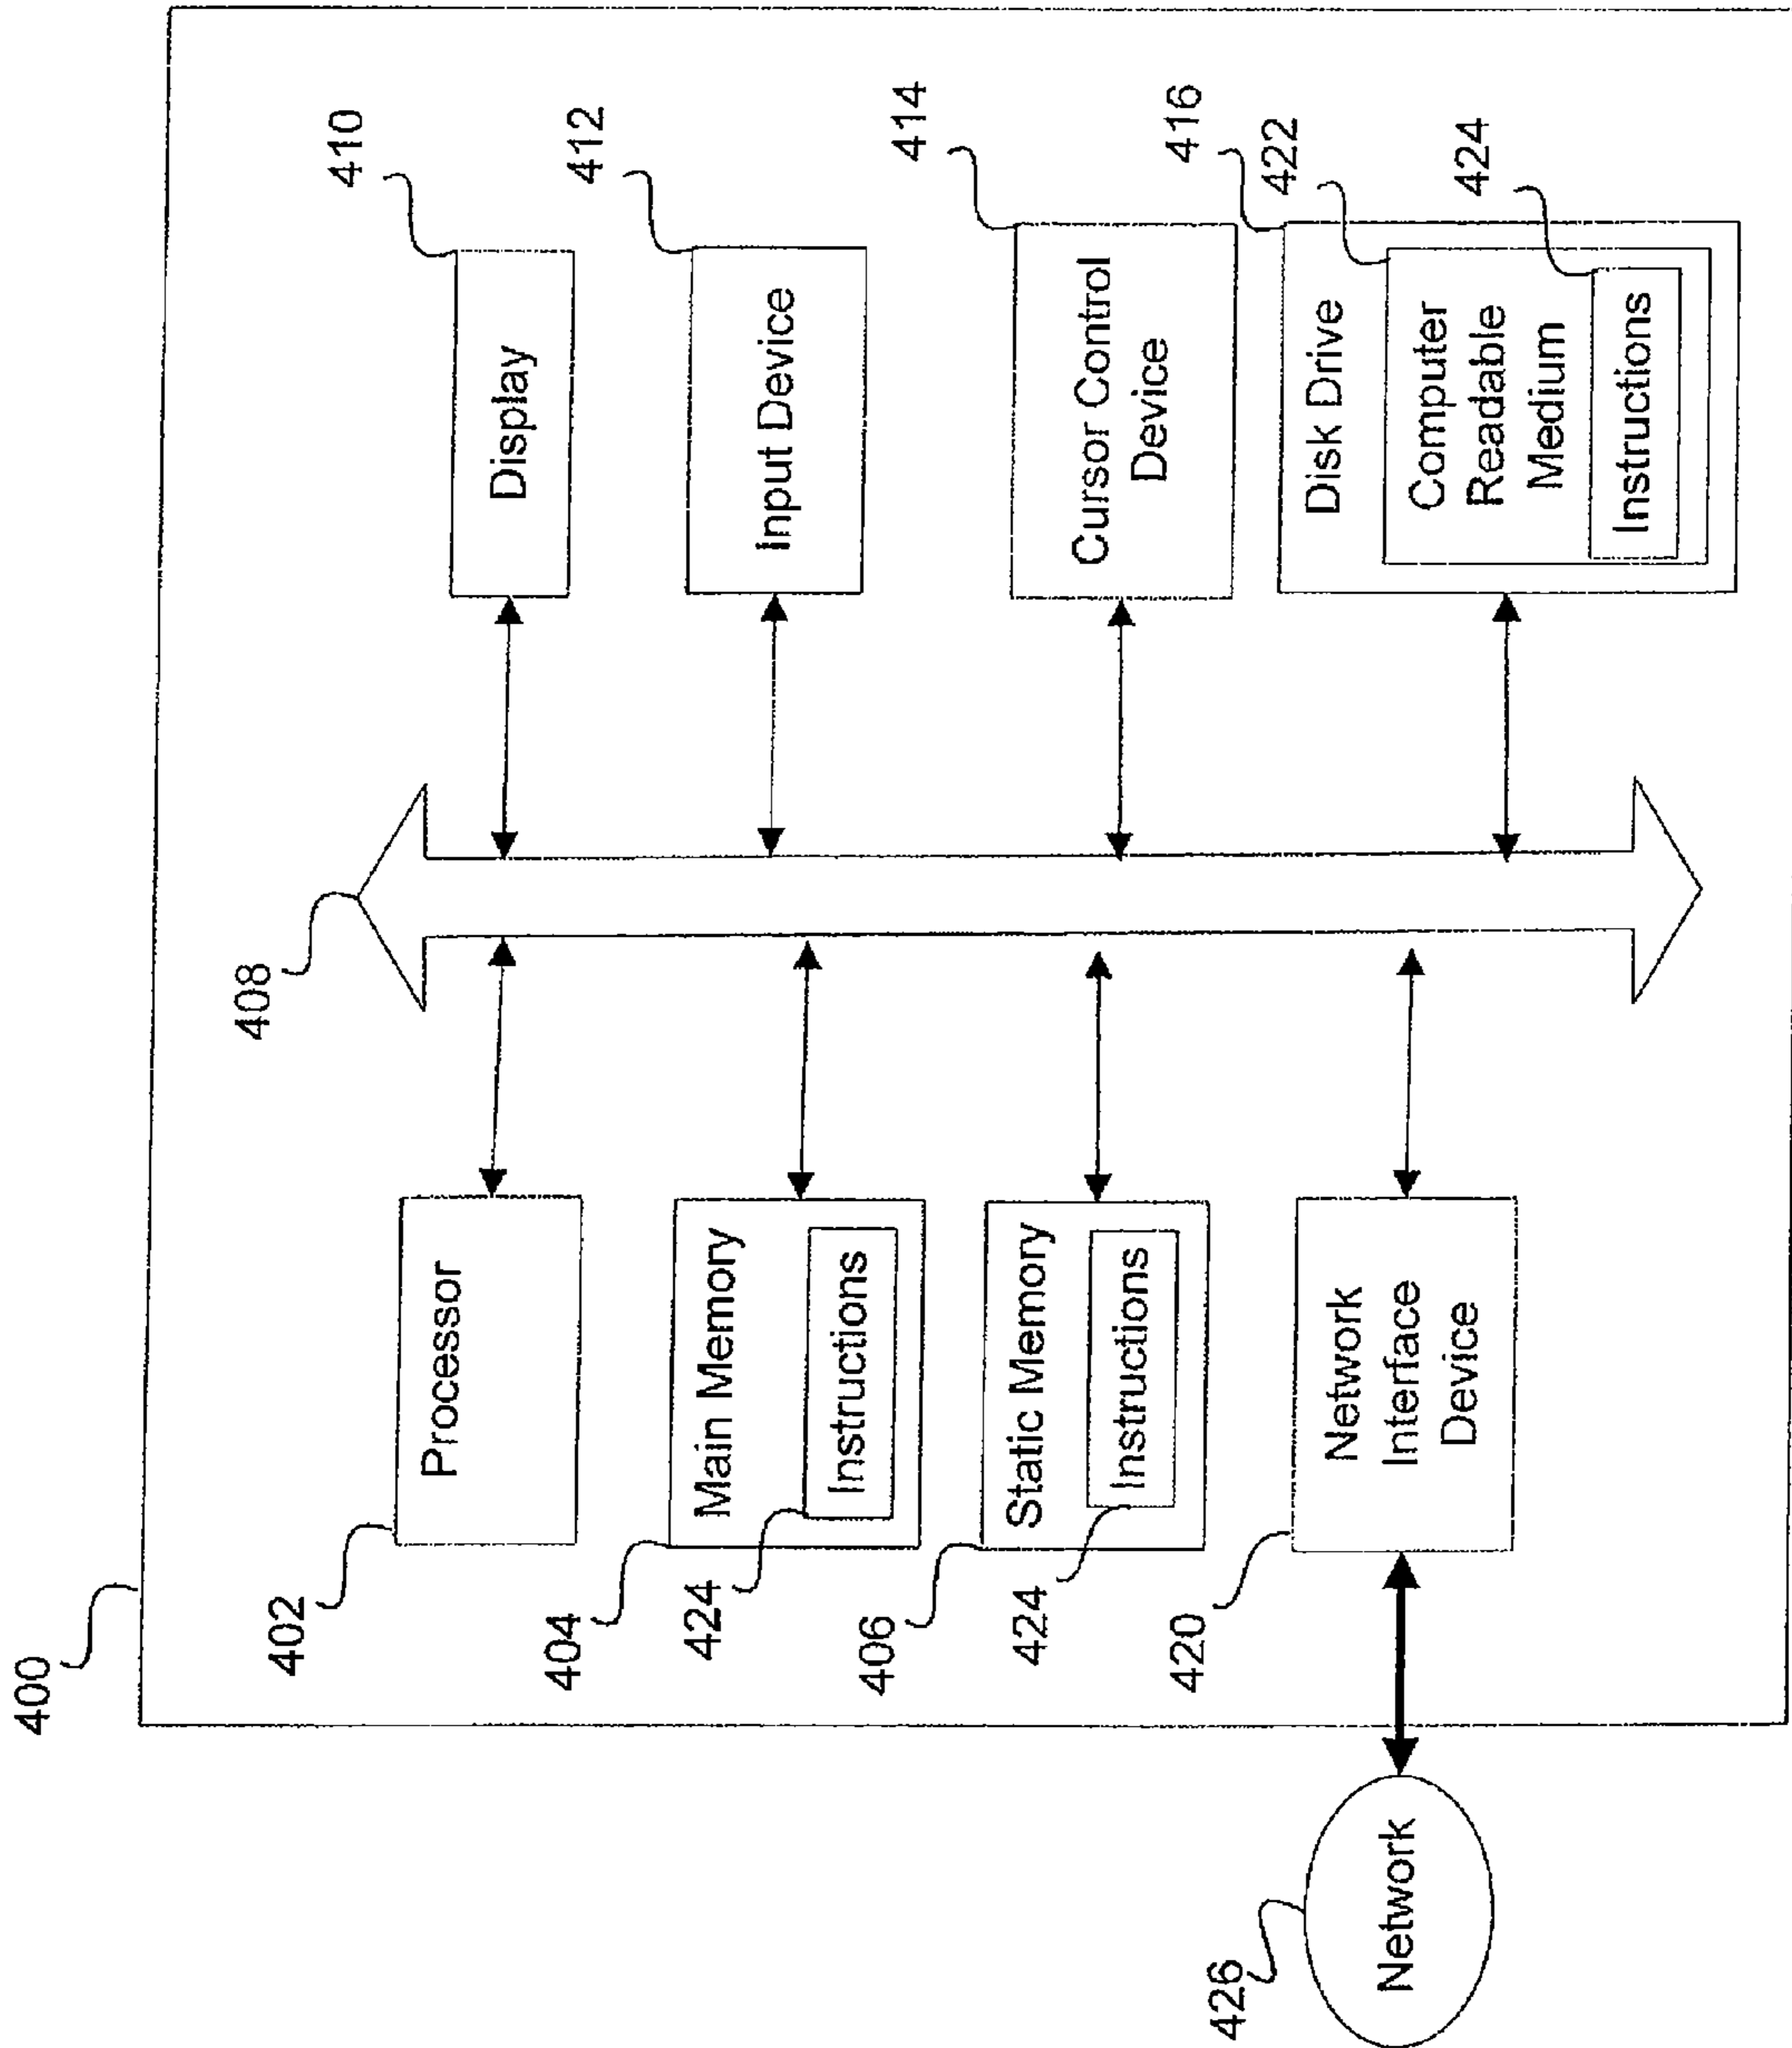 400
408
402
Processor
404
Main Memory
424
Instructions
406
Static Memory
424
Instructions
420
Network
Interface
Device
426
Network
410
Display
412
Input Device
414
Cursor Control
Device
416
Disk Drive
422
Computer
Readable
Medium
424
Instructions